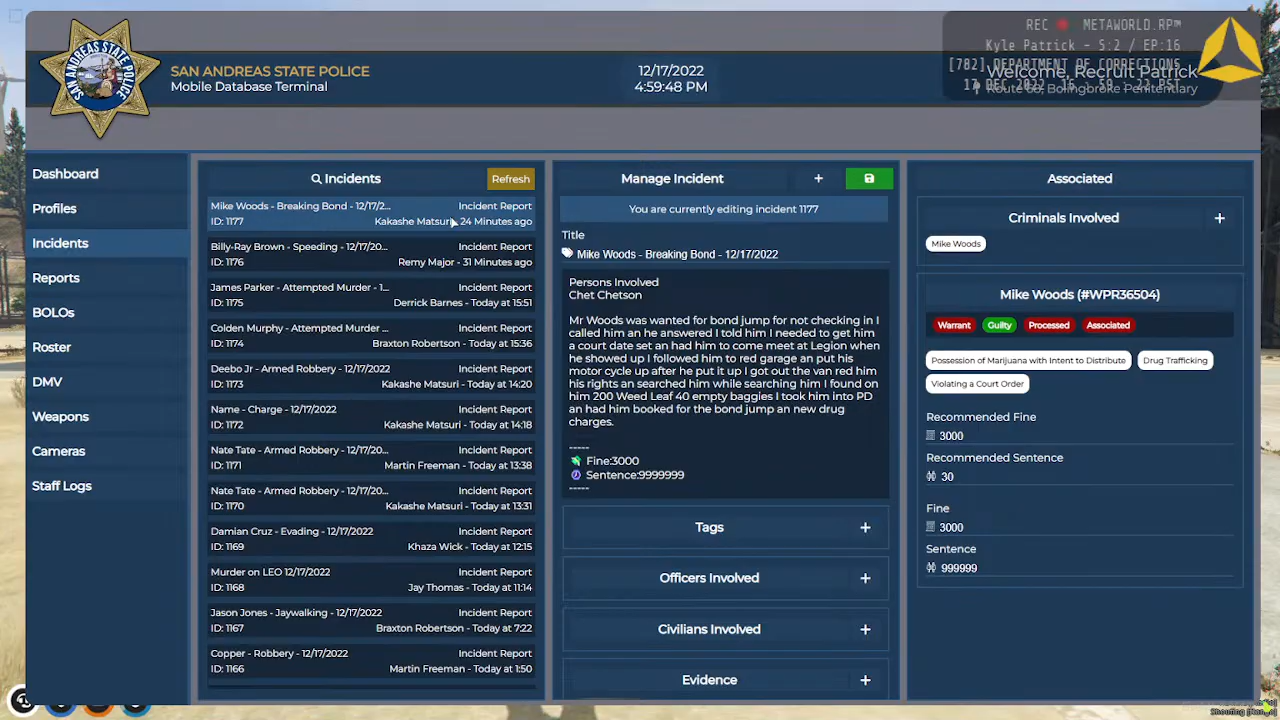 SAN ANDREAS STATE POLICE
Mobile Database Terminal
12/17/2022
4:59:48 PM
REC METAWORLD.RP™
Kyle Patrick - S:2 / EP:16
[702] DEPARTMENT OF CORRECTIONS
Welcome, Recruit Patrick
Route 68, Bolingbroke Penitentiary
SAN ANDREAS STATE POLICE
Dashboard
Profiles
Incidents
Reports
BOLOs
Roster
DMV
Weapons
Cameras
Staff Logs
Incidents
Refresh
Mike Woods - Breaking Bond - 12/17/2... Incident Report
ID: 1177 Kakashe Matsuri - 24 Minutes ago
Billy-Ray Brown - Speeding - 12/17/20... Incident Report
ID: 1176 Remy Major - 31 Minutes ago
James Parker - Attempted Murder - 1... Incident Report
ID: 1175 Derrick Barnes - Today at 15:51
Colden Murphy - Attempted Murder ... Incident Report
ID: 1174 Braxton Robertson - Today at 15:36
Deebo Jr - Armed Robbery - 12/17/2022 Incident Report
ID: 1173 Kakashe Matsuri - Today at 14:20
Name - Charge - 12/17/2022 Incident Report
ID: 1172 Kakashe Matsuri - Today at 14:18
Nate Tate - Armed Robbery - 12/17/20... Incident Report
ID: 1171 Martin Freeman - Today at 13:38
Nate Tate - Armed Robbery - 12/17/20... Incident Report
ID: 1170 Kakashe Matsuri - Today at 13:31
Damian Cruz - Evading - 12/17/2022 Incident Report
ID: 1169 Khaza Wick - Today at 12:15
Murder on LEO 12/17/2022 Incident Report
ID: 1168 Jay Thomas - Today at 11:14
Jason Jones - Jaywalking - 12/17/2022 Incident Report
ID: 1167 Braxton Robertson - Today at 7:22
Copper - Robbery - 12/17/2022 Incident Report
ID: 1166 Martin Freeman - Today at 1:50
Manage Incident +
You are currently editing incident 1177
Title
Mike Woods - Breaking Bond - 12/17/2022
Persons Involved
Chet Chetson
Mr Woods was wanted for bond jump for not checking in I
called him an he answered I told him I needed to get him
a court date set an had him to come meet at Legion when
he showed up I followed him to red garage an put his
motor cycle up after he put it up I got out the van red him
his rights an searched him while searching him I found on
him 200 Weed Leaf 40 empty baggies I took him into PD
an had him booked for the bond jump an new drug
charges.
-----
Fine:3000
Sentence:9999999
-----
Tags +
Officers Involved +
Civilians Involved +
Evidence +
Associated
Criminals Involved +
Mike Woods
Mike Woods (#WPR36504)
Warrant Guilty Processed Associated
Possession of Marijuana with Intent to Distribute Drug Trafficking
Violating a Court Order
Recommended Fine
3000
Recommended Sentence
30
Fine
3000
Sentence
999999